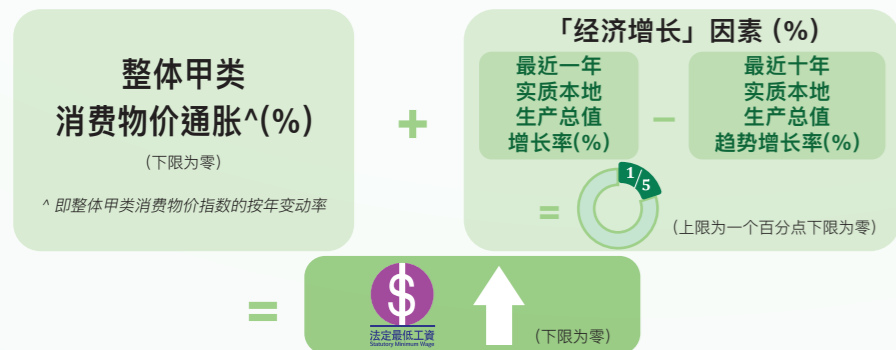 整体甲类
消费物价通胀^(%)
(下限为零)
^ 即整体甲类消费物价指数的按年变动率
+
「经济增长」因素 (%)
最近一年
实质本地
生产总值
增长率(%)
−
最近十年
实质本地
生产总值
趋势增长率(%)
=
1/5
(上限为一个百分点下限为零)
=
$
法定最低工資
Statutory Minimum Wage
(下限为零)